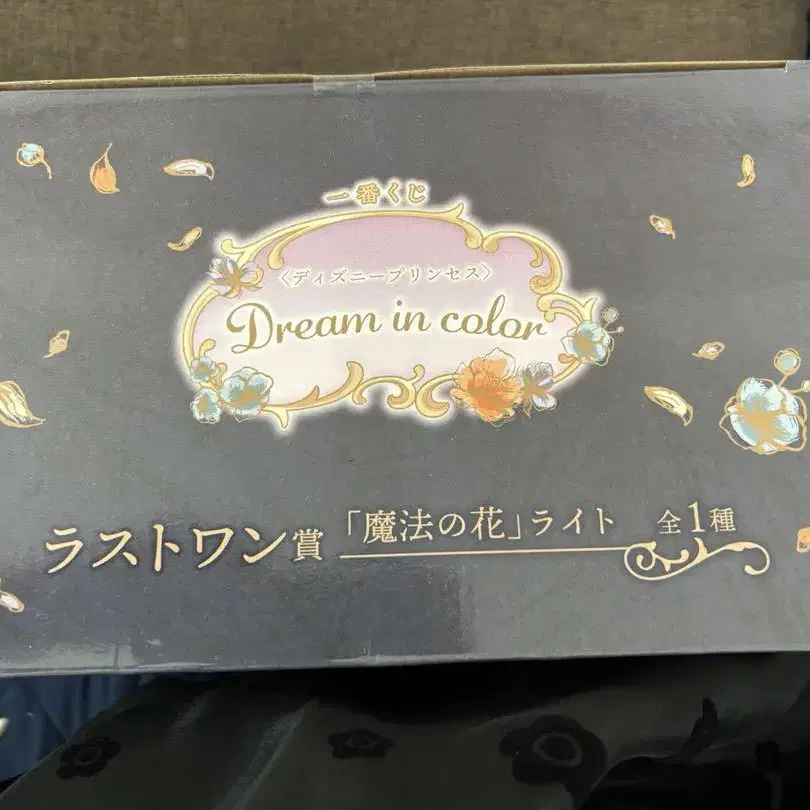 一番くじ
〈ディズニープリンセス〉
Dream in color
ラストワン賞 「魔法の花」ライト 全1種